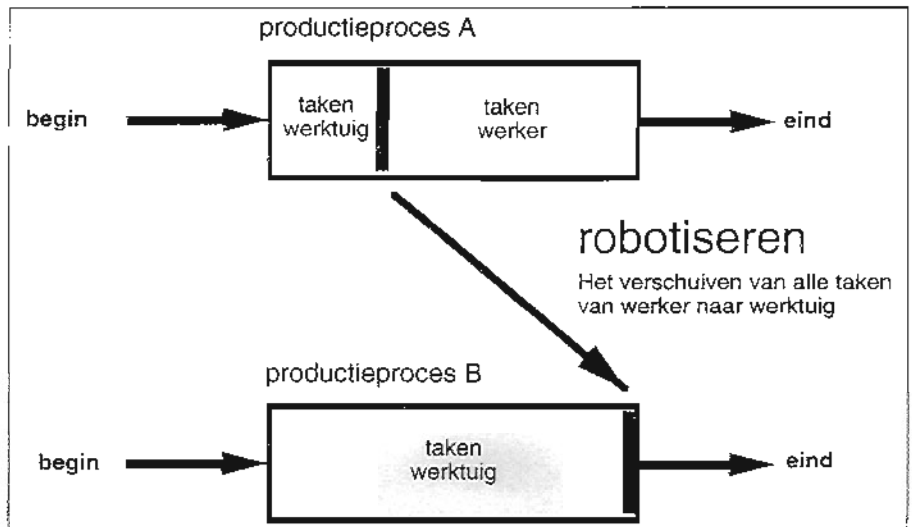 productieproces A
taken
werktuig
taken
werker
begin
eind
robotiseren
Het verschuiven van alle taken
van werker naar werktuig
productieproces B
taken
werktuig
begin
eind